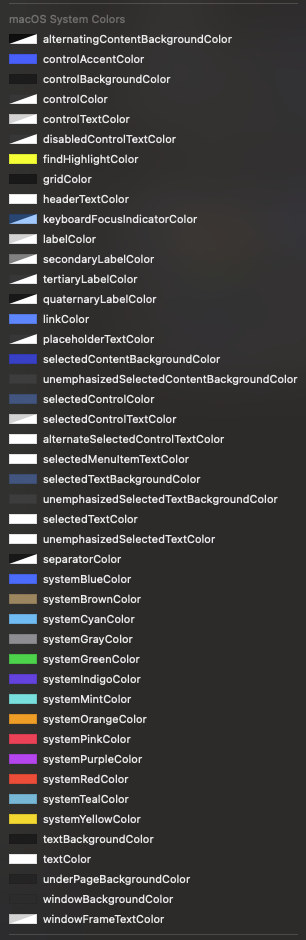 macOS System Colors
alternatingContentBackgroundColor
controlAccentColor
controlBackgroundColor
controlColor
controlTextColor
disabledControlTextColor
findHighlightColor
gridColor
headerTextColor
keyboardFocusIndicatorColor
labelColor
secondaryLabelColor
tertiaryLabelColor
quaternaryLabelColor
linkColor
placeholderTextColor
selectedContentBackgroundColor
unemphasizedSelectedContentBackgroundColor
selectedControlColor
selectedControlTextColor
alternateSelectedControlTextColor
selectedMenuItemTextColor
selectedTextBackgroundColor
unemphasizedSelectedTextBackgroundColor
selectedTextColor
unemphasizedSelectedTextColor
separatorColor
systemBlueColor
systemBrownColor
systemCyanColor
systemGrayColor
systemGreenColor
systemIndigoColor
systemMintColor
systemOrangeColor
systemPinkColor
systemPurpleColor
systemRedColor
systemTealColor
systemYellowColor
textBackgroundColor
textColor
underPageBackgroundColor
windowBackgroundColor
windowFrameTextColor